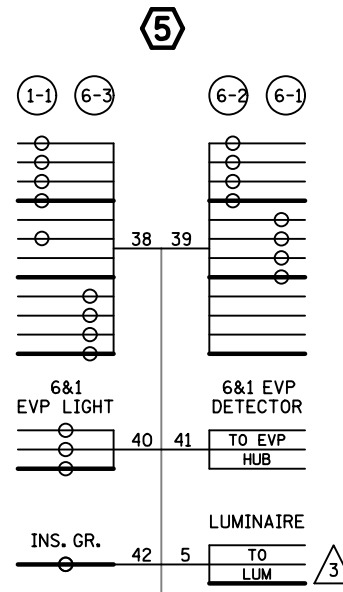 5
1-1 6-3 6-2 6-1
38 39
6&1 6&1 EVP
EVP LIGHT DETECTOR
40 41 TO EVP
HUB
LUMINAIRE
INS. GR. 42 5 TO
LUM 3